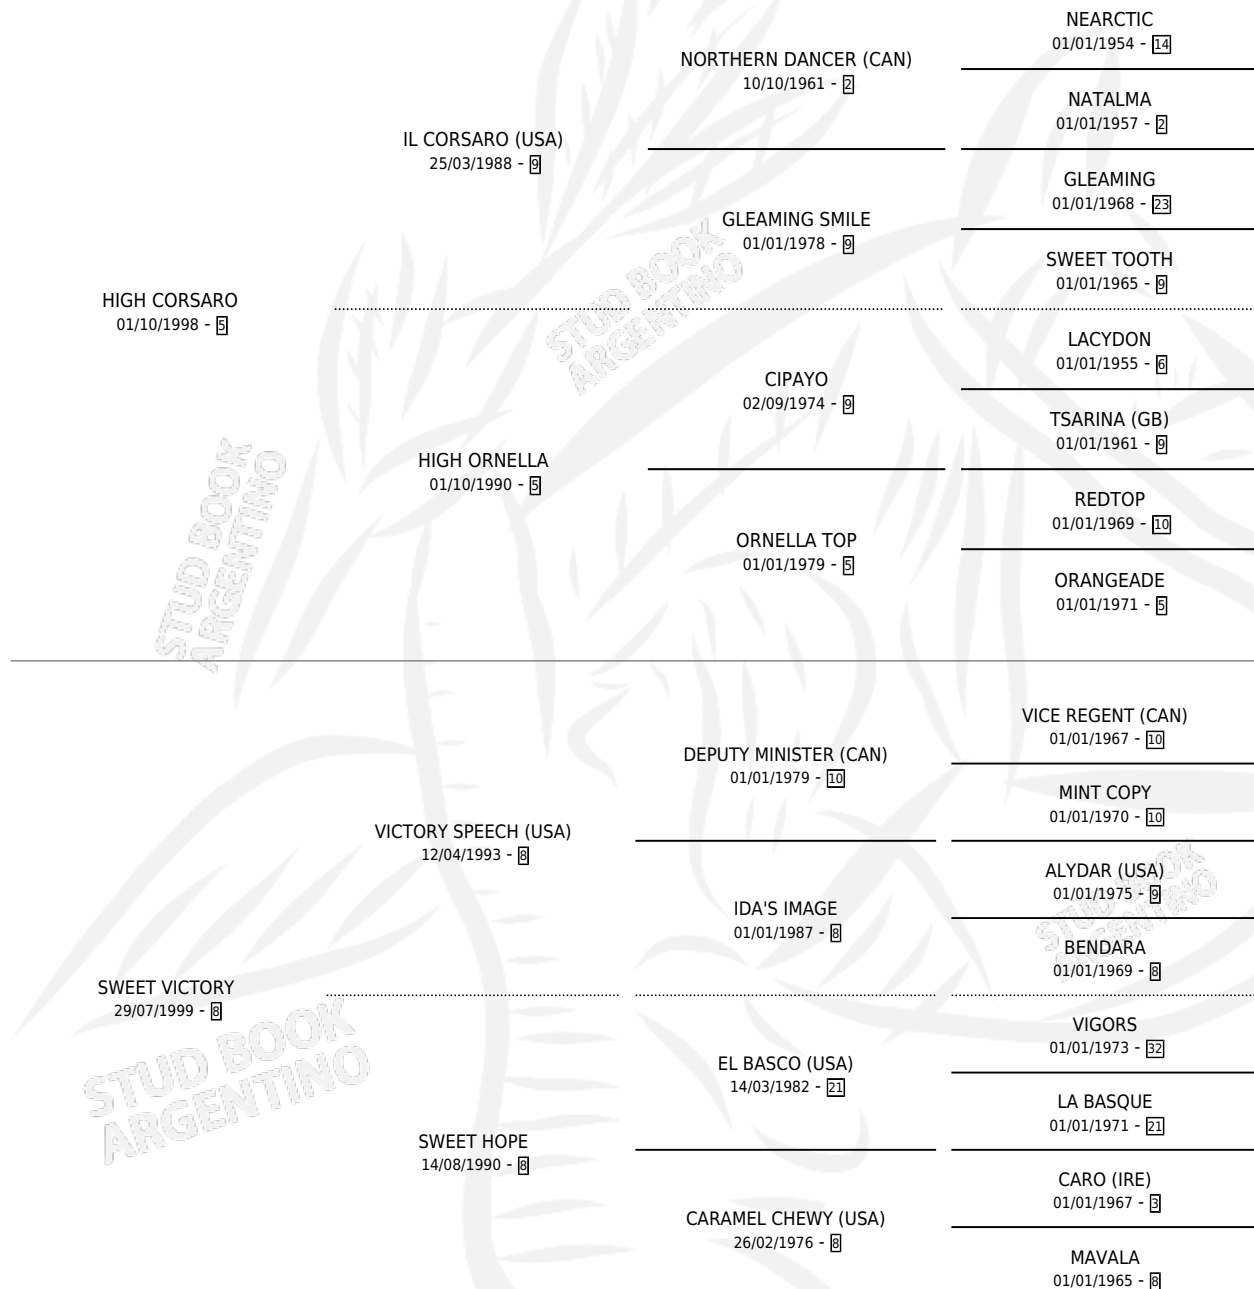 NEARCTIC
01/01/1954 - 14
NORTHERN DANCER (CAN)
10/10/1961 - 2
NATALMA
01/01/1957 - 2
IL CORSARO (USA)
25/03/1988 - 9
GLEAMING
01/01/1968 - 23
GLEAMING SMILE
01/01/1978 - 9
SWEET TOOTH
01/01/1965 - 9
HIGH CORSARO
01/10/1998 - 5
LACYDON
01/01/1955 - 6
CIPAYO
02/09/1974 - 9
TSARINA (GB)
01/01/1961 - 9
HIGH ORNELLA
01/10/1990 - 5
REDTOP
01/01/1969 - 10
ORNELLA TOP
01/01/1979 - 5
ORANGEADE
01/01/1971 - 5
STUD BOOK
ARGENTINO
STUD BOOK
ARGENTINO
VICE REGENT (CAN)
01/01/1967 - 10
DEPUTY MINISTER (CAN)
01/01/1979 - 10
MINT COPY
01/01/1970 - 10
VICTORY SPEECH (USA)
12/04/1993 - 8
ALYDAR (USA)
01/01/1975 - 9
IDA'S IMAGE
01/01/1987 - 8
BENDARA
01/01/1969 - 8
STUD BOOK
ARGENTINO
SWEET VICTORY
29/07/1999 - 8
VIGORS
01/01/1973 - 32
EL BASCO (USA)
14/03/1982 - 21
LA BASQUE
01/01/1971 - 21
SWEET HOPE
14/08/1990 - 8
CARO (IRE)
01/01/1967 - 3
CARAMEL CHEWY (USA)
26/02/1976 - 8
MAVALA
01/01/1965 - 8
STUD BOOK
ARGENTINO